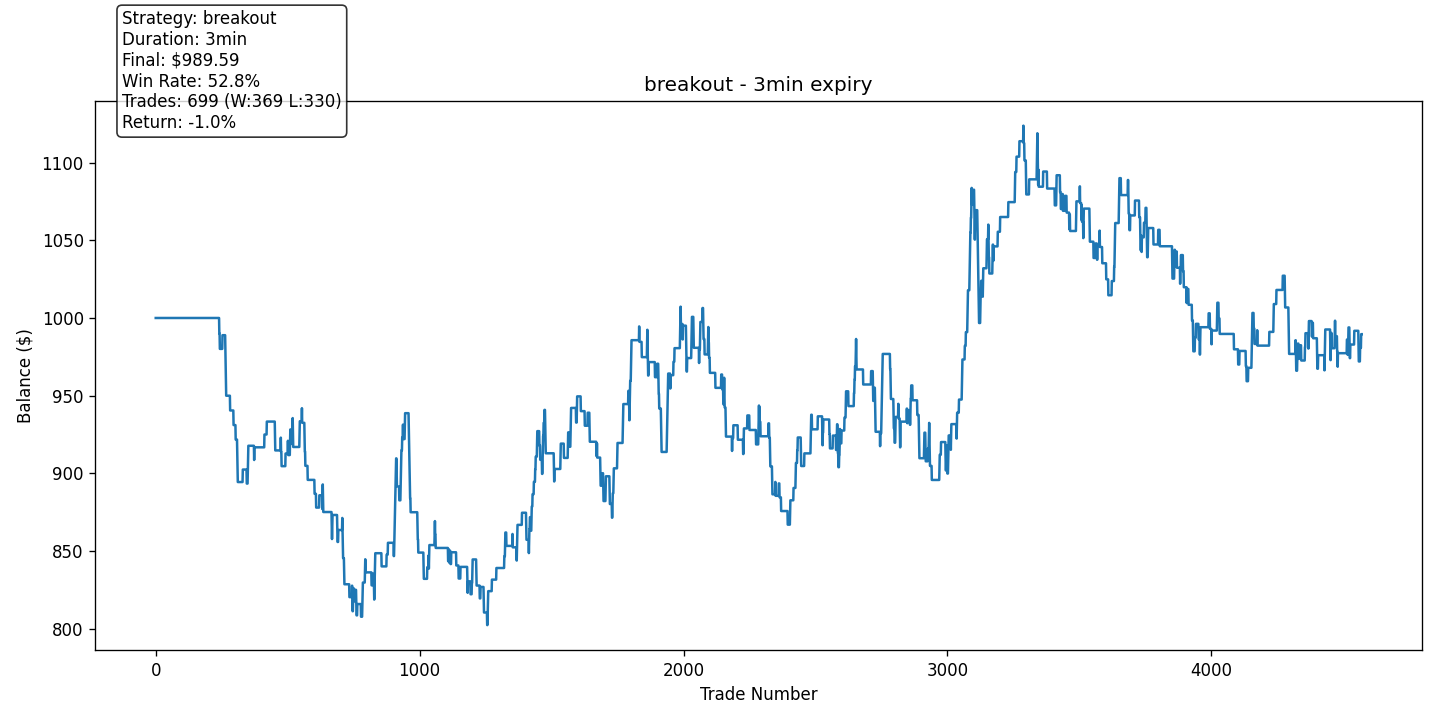 Strategy: breakout
Duration: 3min
Final: $989.59
Win Rate: 52.8%
Trades: 699 (W:369 L:330)
Return: -1.0%
breakout - 3min expiry
Balance ($)
1100
1050
1000
950
900
850
800
0 1000 2000 3000 4000
Trade Number